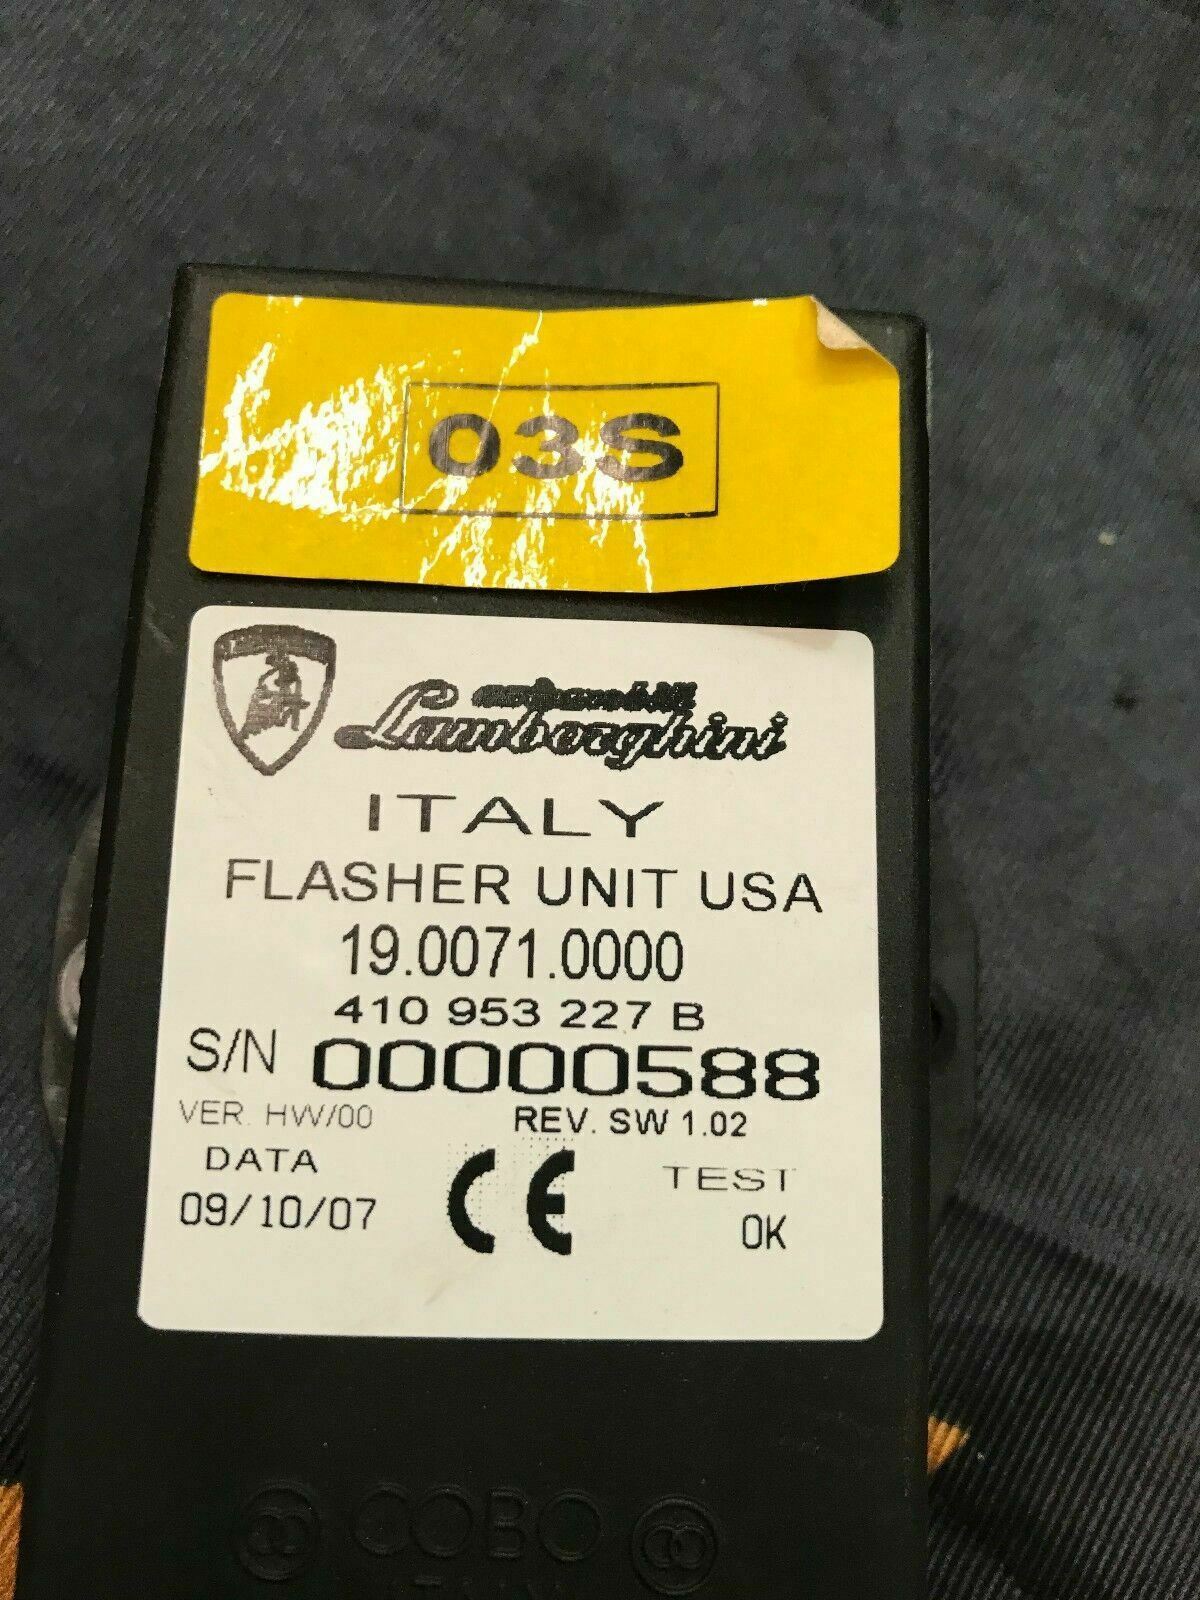 03S
automobili
Lamborghini
ITALY
FLASHER UNIT USA
19.0071.0000
410 953 227 B
S/N 00000588
VER. HW/00 REV. SW 1.02
DATA
09/10/07
CE
TEST
OK
COBO